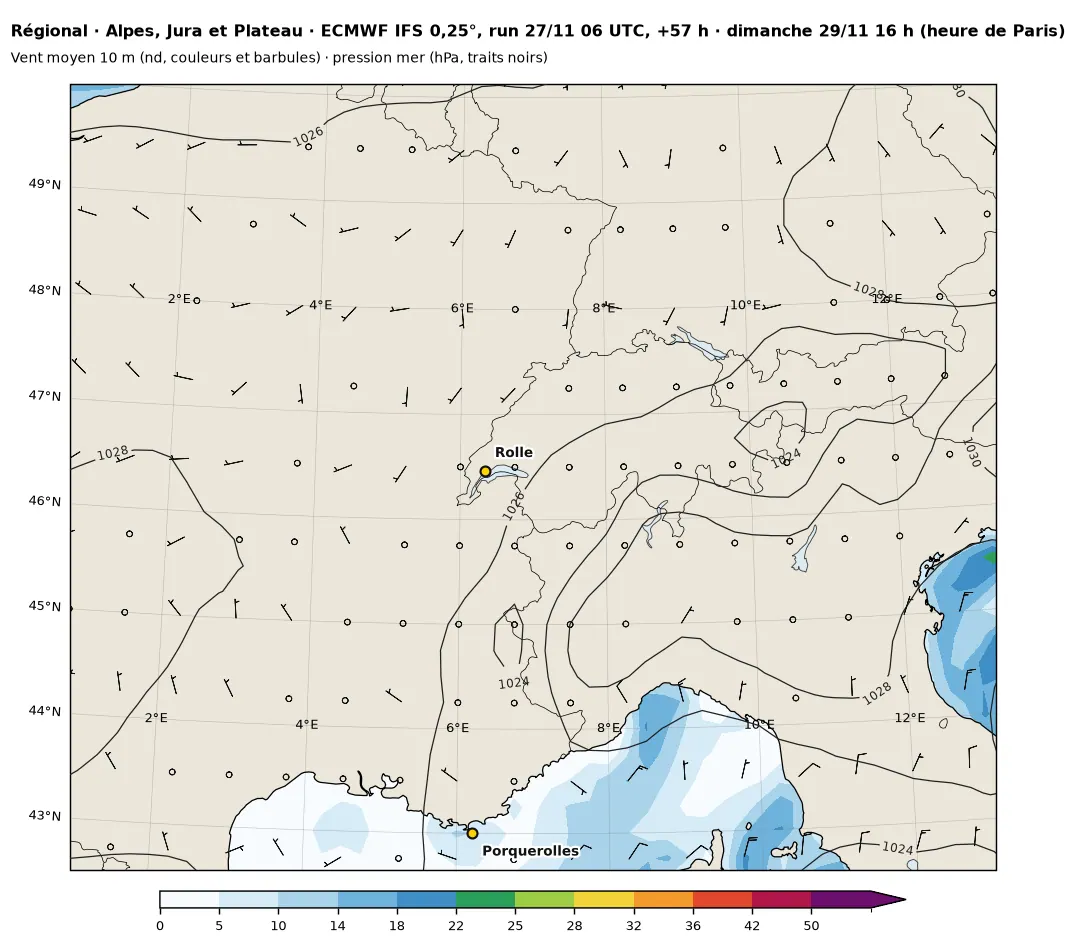 Régional · Alpes, Jura et Plateau · ECMWF IFS 0,25°, run 27/11 06 UTC, +57 h · dimanche 29/11 16 h (heure de Paris)
Vent moyen 10 m (nd, couleurs et barbules) · pression mer (hPa, traits noirs)
30
1026
49°N
48°N
2°E
4°E
6°E
8°E
10°E
1028
12°E
47°N
1028
Rolle
1024
1030
46°N
1026
45°N
1024
1028
44°N
2°E
4°E
6°E
8°E
10°E
12°E
43°N
Porquerolles
1024
0 5 10 14 18 22 25 28 32 36 42 50